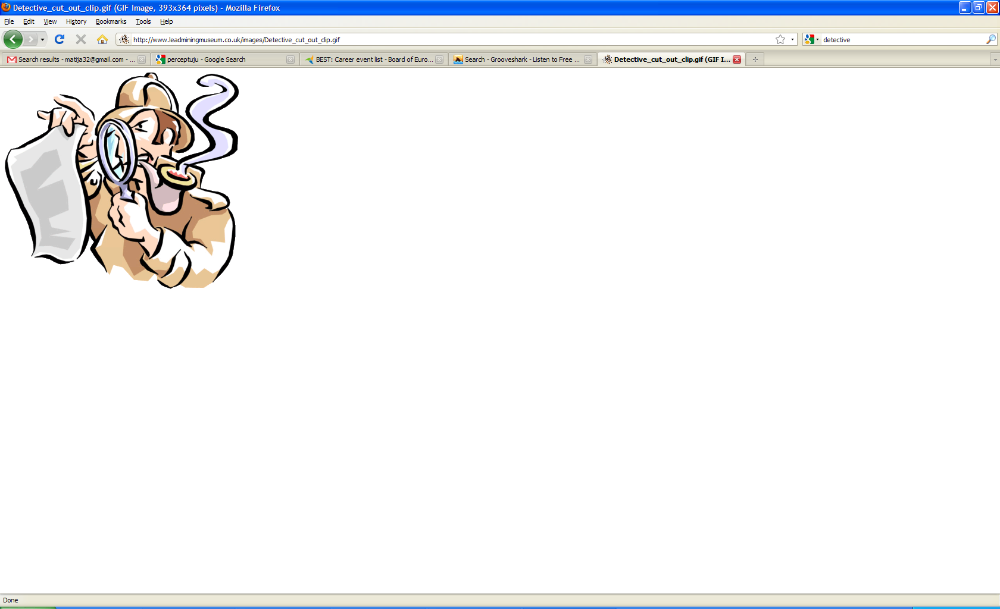 Detective_cut_out_clip.gif (GIF Image, 393x364 pixels) - Mozilla Firefox
File Edit View History Bookmarks Tools Help
http://www.leadminingmuseum.co.uk/images/Detective_cut_out_clip.gif detective
Search results - matija32@gmail.com - ... perceptuju - Google Search BEST: Career event list - Board of Euro... Search - Grooveshark - Listen to Free ... Detective_cut_out_clip.gif (GIF I...
Done